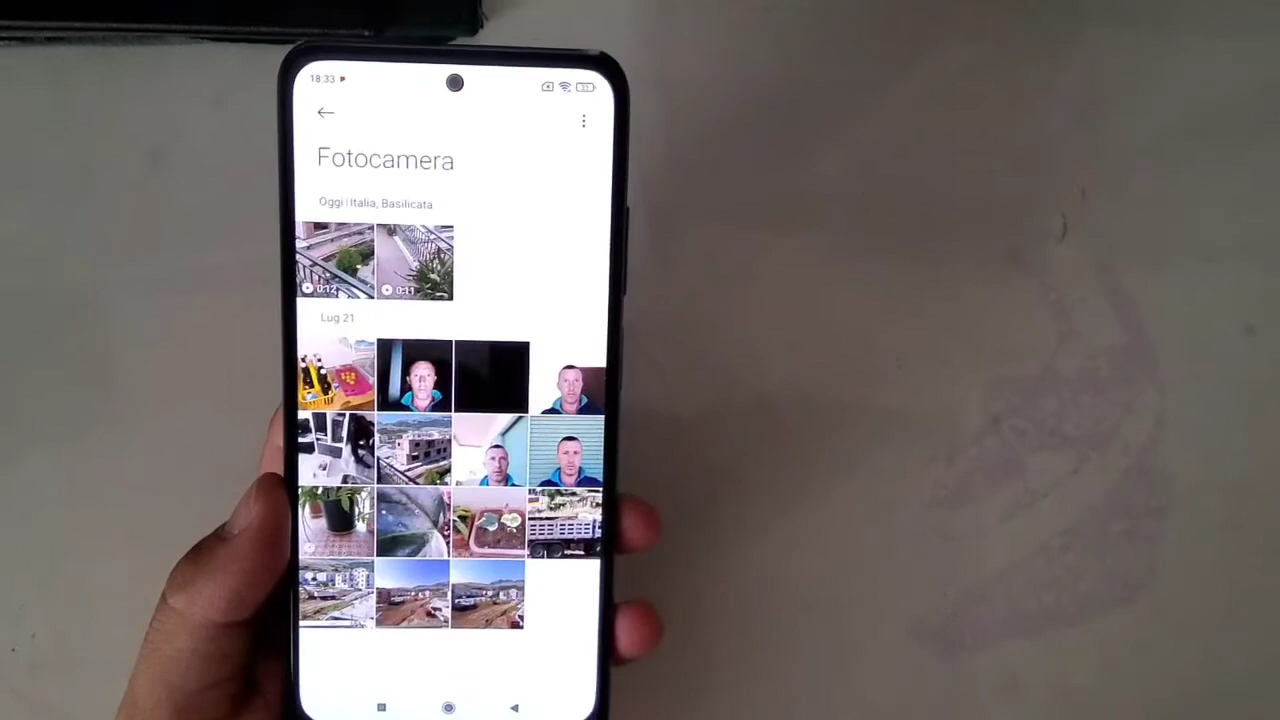 18:33
Fotocamera
Oggi | Italia, Basilicata
0:12
0:11
Lug 21